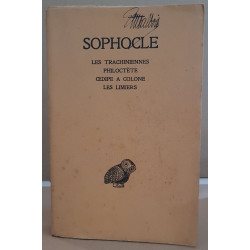 SOPHOCLE
LES TRACHINIENNES
PHILOCTÈTE
ŒDIPE A COLONE
LES LIMIERS